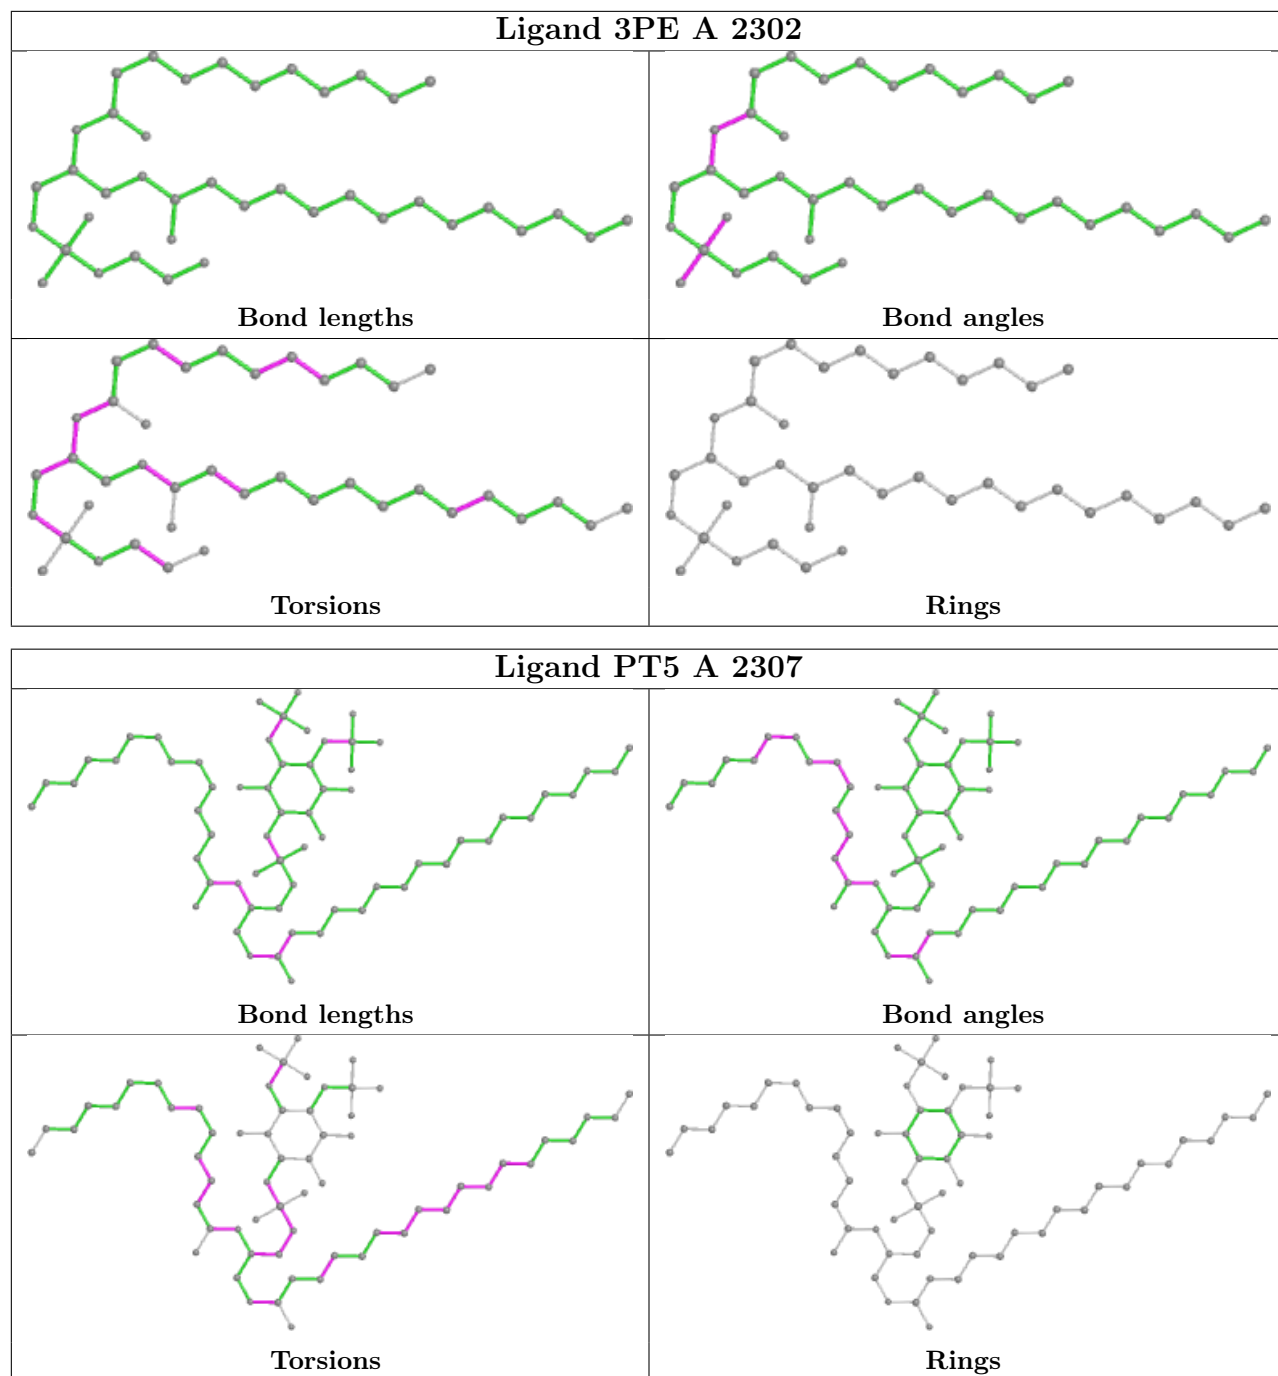 Ligand 3PE A 2302
Bond lengths
Bond angles
Torsions
Rings
Ligand PT5 A 2307
Bond lengths
Bond angles
Torsions
Rings